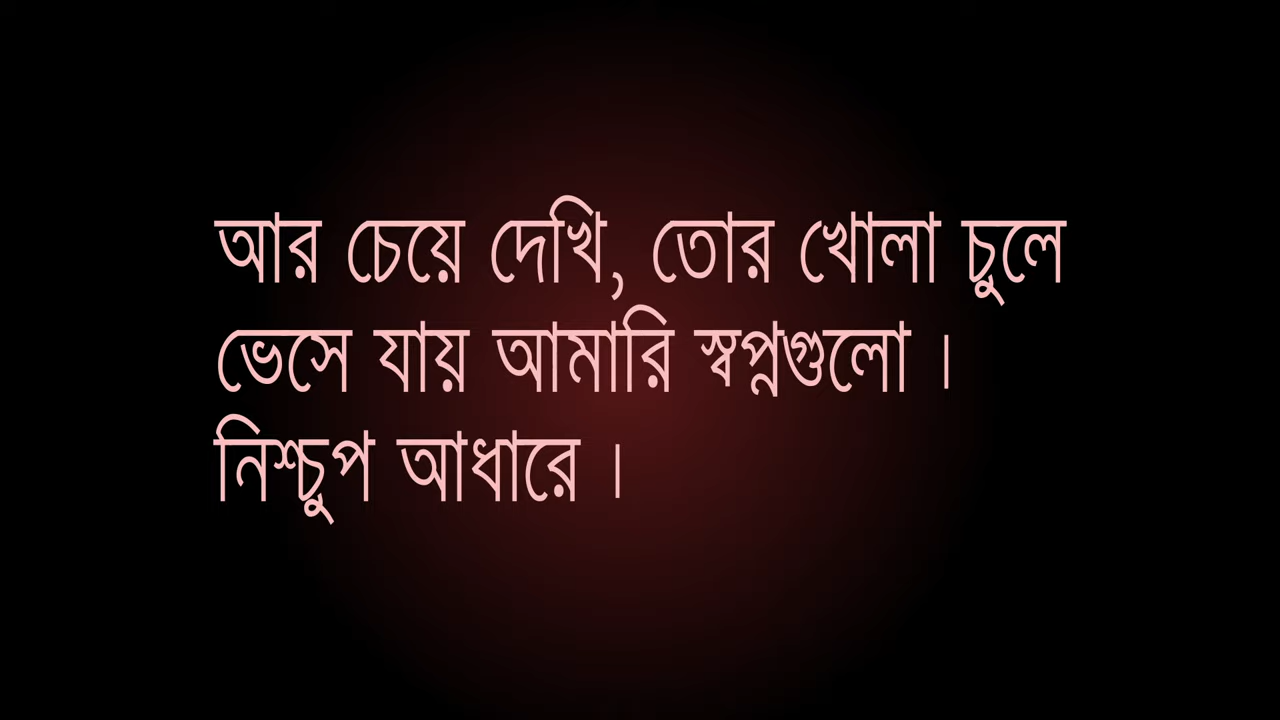 আর চেয়ে দেখি, তোর খোলা চুলে
ভেসে যায় আমারি স্বপ্নগুলো ।
নিশ্চুপ আধারে ।